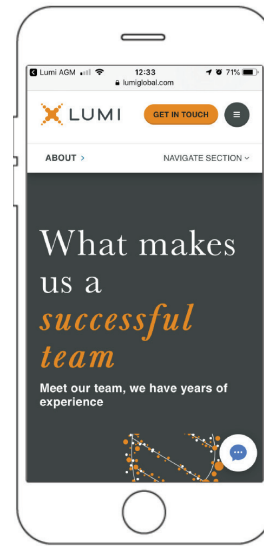 Lumi AGM 12:33 71%
lumiglobal.com
LUMI GET IN TOUCH
ABOUT > NAVIGATE SECTION
What makes
us a
successful
team
Meet our team, we have years of
experience